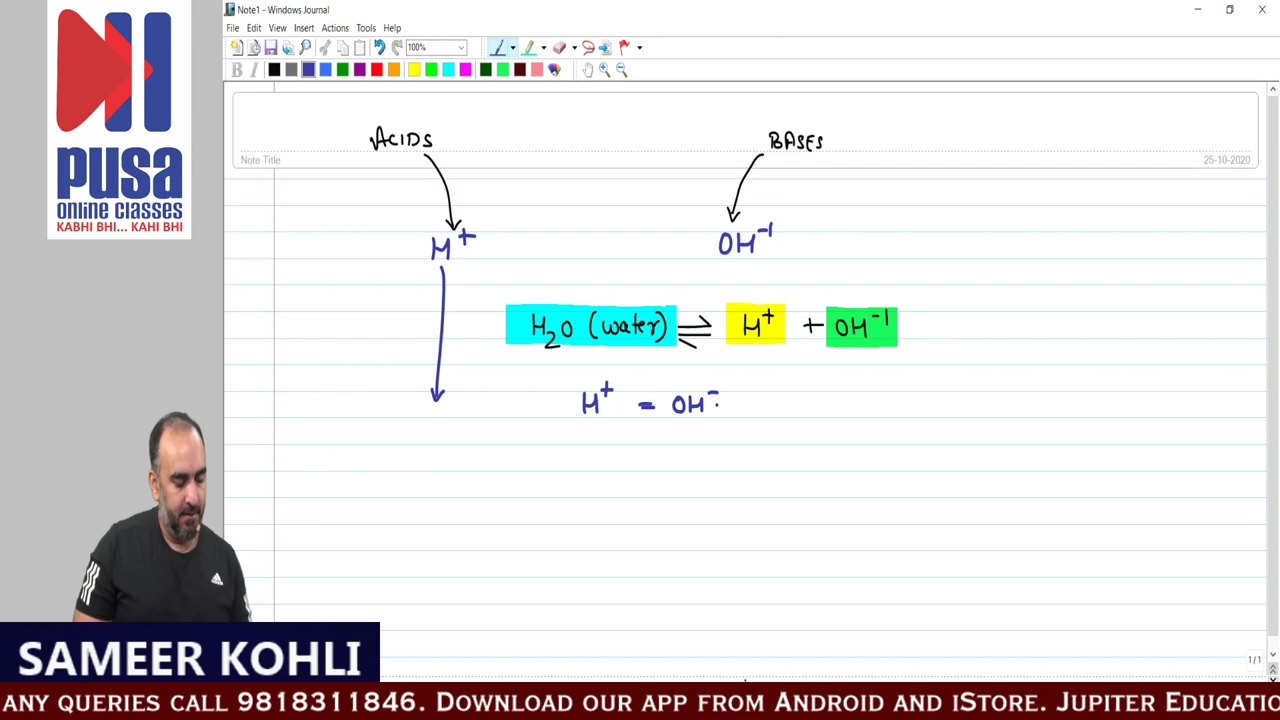 Note1 - Windows Journal
File Edit View Insert Actions Tools Help
100%
B I
PUSA
ONLINE CLASSES
KABHI BHI... KAHI BHI
ACIDS BASES
Note Title 25-10-2020
H⁺ OH⁻¹
H₂O (water) ⇌ H⁺ + OH⁻¹
H⁺ = OH⁻
SAMEER KOHLI
1/1
ANY QUERIES CALL 9818311846. DOWNLOAD OUR APP FROM ANDROID AND ISTORE. JUPITER EDUCATIO